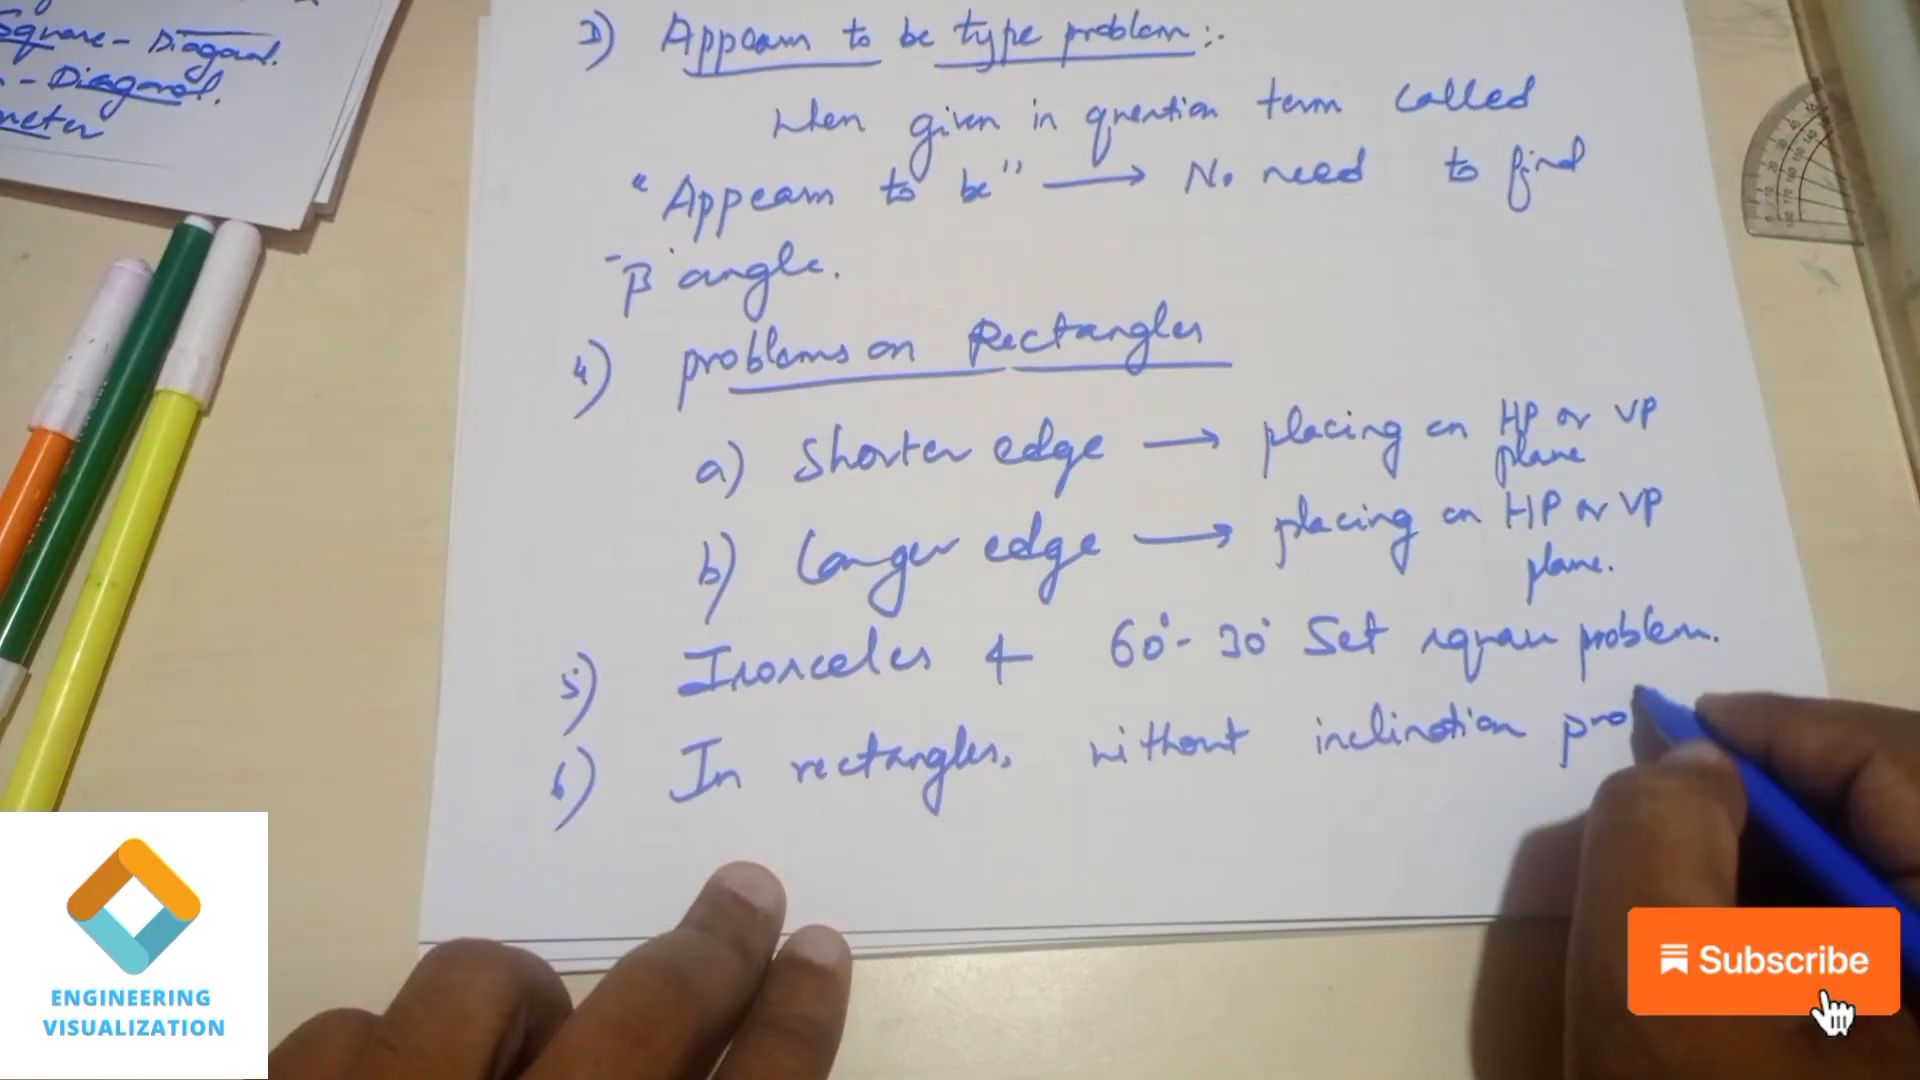 Square - Diagonal.
- Diagonal.
meter
3) Appears to be type problem :.
when given in question term called
"Appears to be" → No need to find
"β" angle.
4) problems on Rectangles
a) Shorter edge → placing on HP or VP
plane
b) Longer edge → placing on HP or VP
plane.
5) Isosceles & 60° - 30° Set square problem.
6) In rectangles, without inclination pro
ENGINEERING
VISUALIZATION
Subscribe